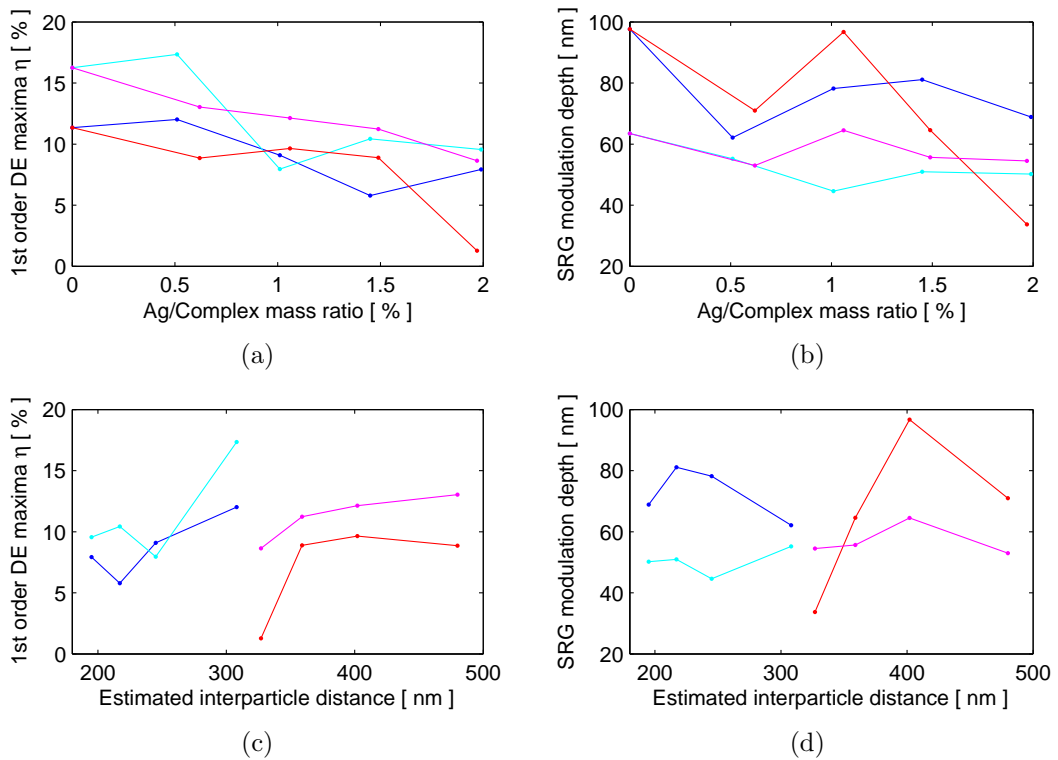 20
15
10
5
0
0 0.5 1 1.5 2
1st order DE maxima η [ % ]
Ag/Complex mass ratio [ % ]
(a)
100
80
60
40
20
0 0.5 1 1.5 2
SRG modulation depth [ nm ]
Ag/Complex mass ratio [ % ]
(b)
20
15
10
5
0
200 300 400 500
1st order DE maxima η [ % ]
Estimated interparticle distance [ nm ]
(c)
100
80
60
40
20
200 300 400 500
SRG modulation depth [ nm ]
Estimated interparticle distance [ nm ]
(d)